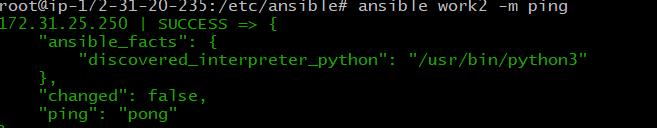 root@ip-172-31-20-235:/etc/ansible# ansible work2 -m ping
172.31.25.250 | SUCCESS => {
    "ansible_facts": {
        "discovered_interpreter_python": "/usr/bin/python3"
    },
    "changed": false,
    "ping": "pong"